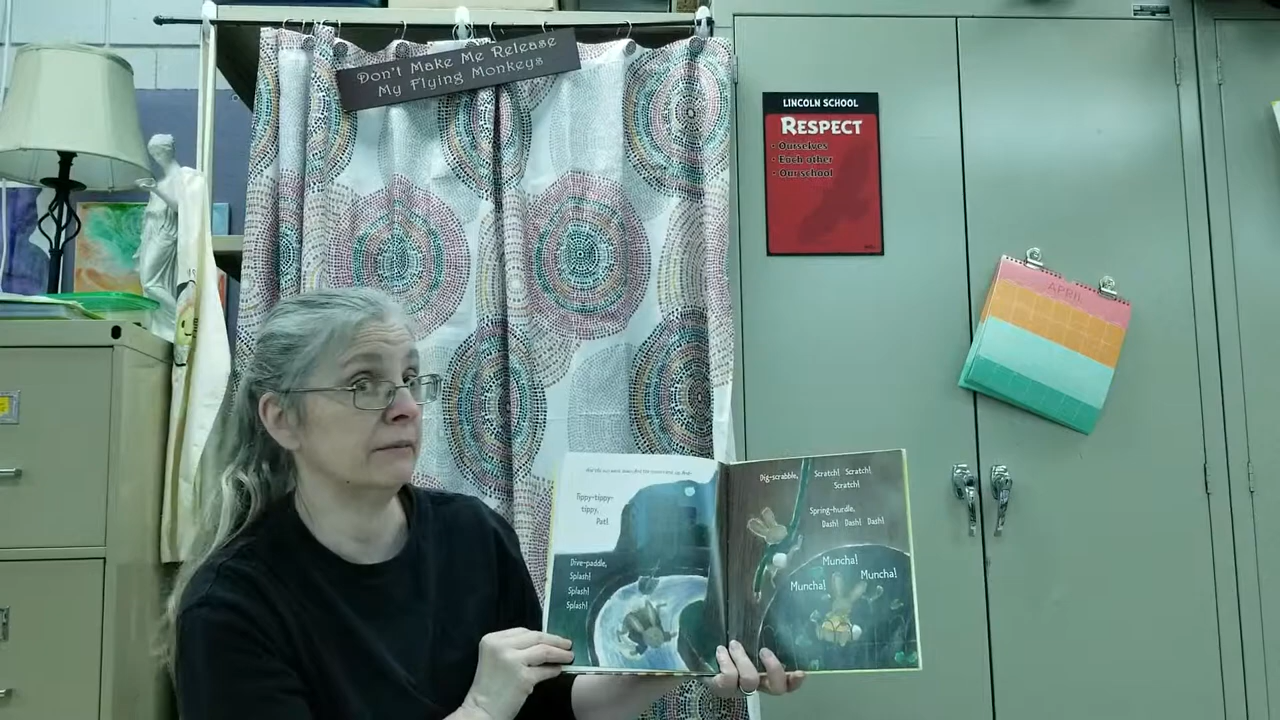 Don't Make Me Release
My Flying Monkeys
LINCOLN SCHOOL
RESPECT
• Ourselves
• Each other
• Our school
APRIL
Tippy-tippy-
tippy,
Pat!
Dive-paddle,
Splash!
Splash!
Splash!
Dig-scrabble,
Scratch! Scratch!
Scratch!
Spring-hurdle,
Dash! Dash! Dash!
Muncha!
Muncha!
Muncha!